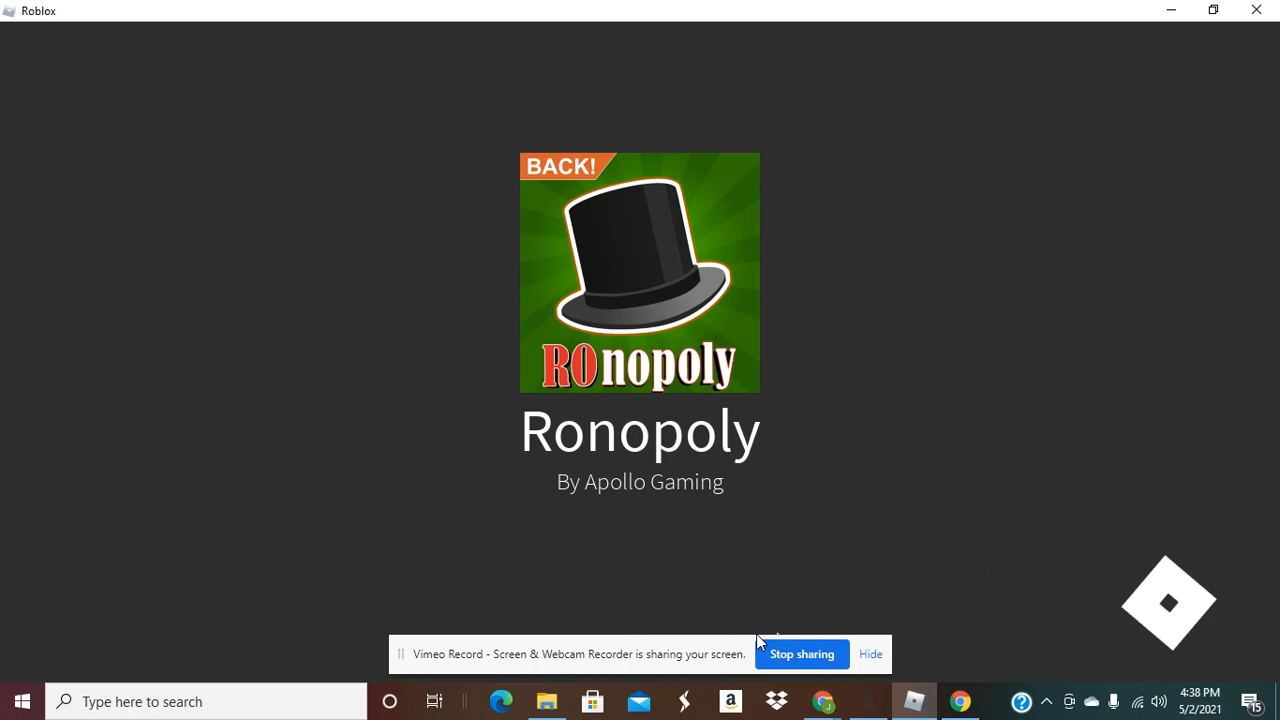 Roblox
BACK!
ROnopoly
Ronopoly
By Apollo Gaming
Vimeo Record - Screen & Webcam Recorder is sharing your screen.
Stop sharing
Hide
Type here to search
a
J
?
4:38 PM
5/2/2021
15